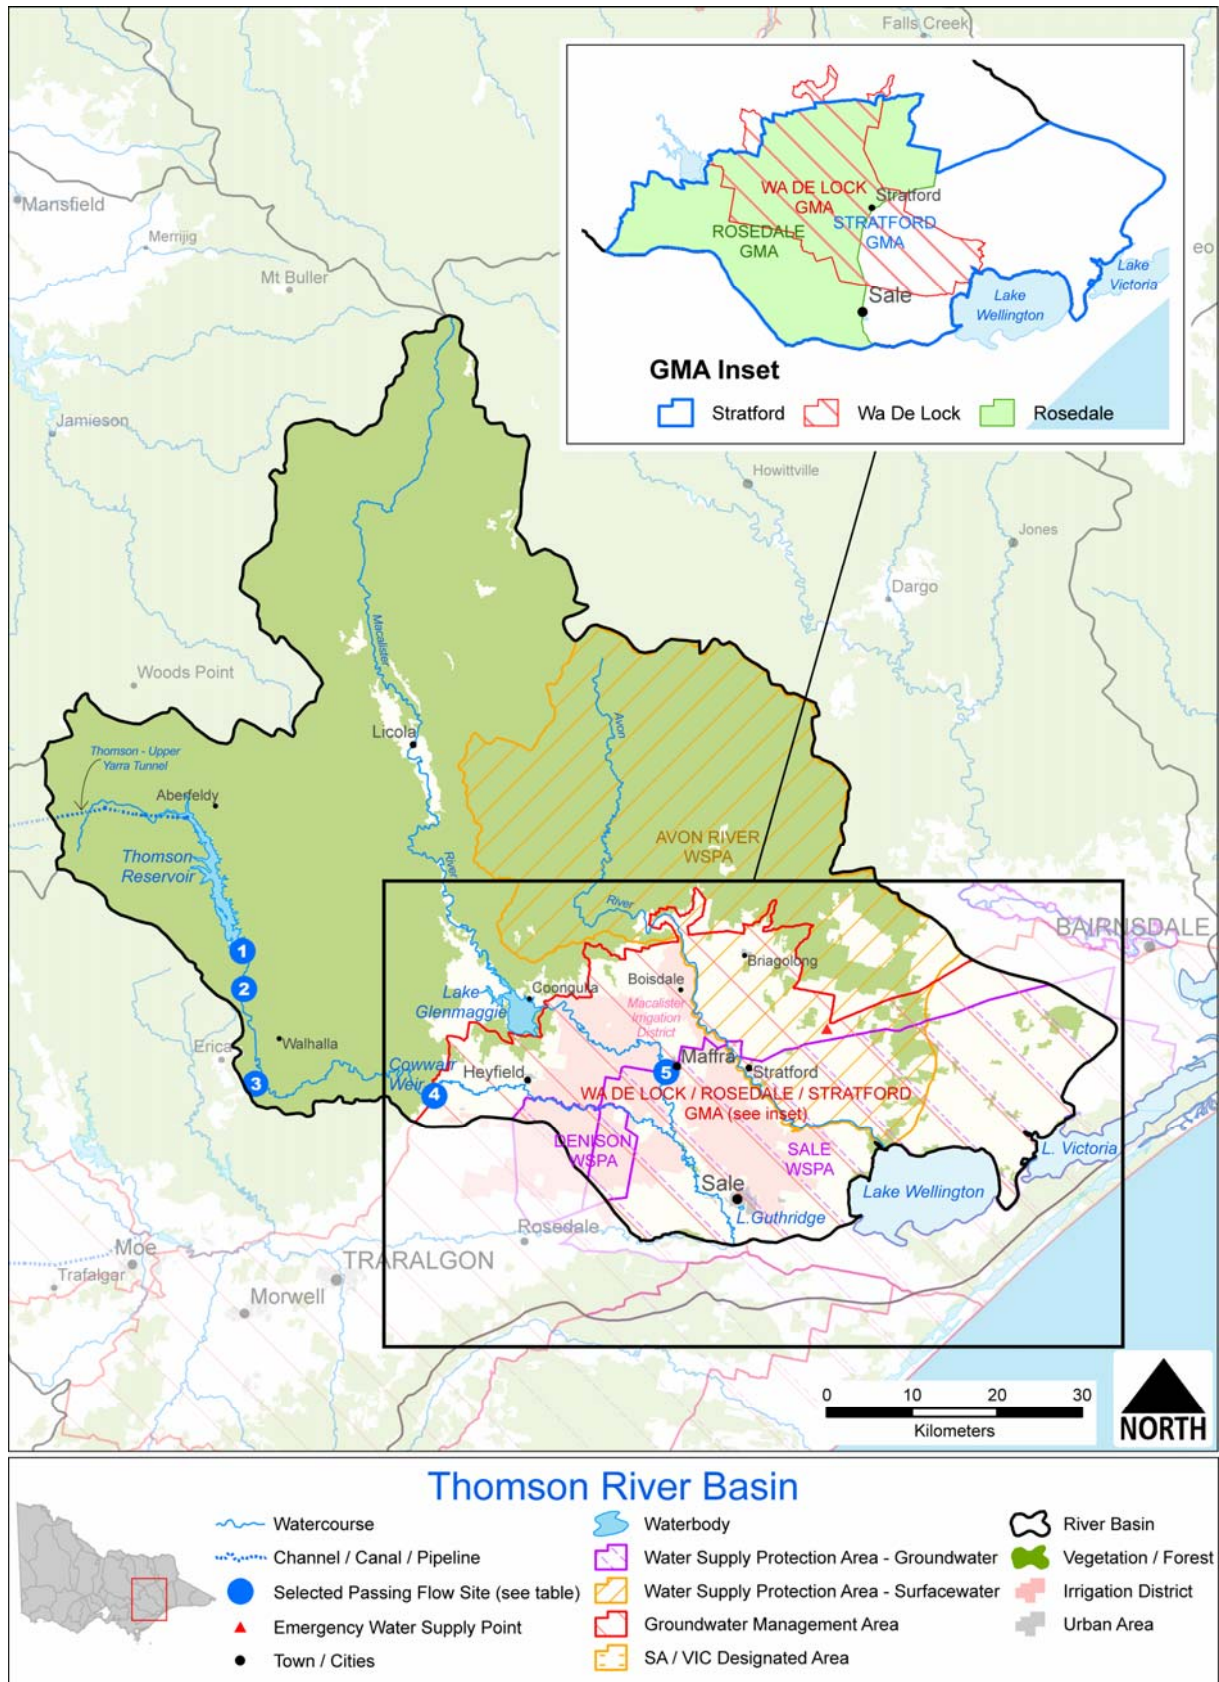 Falls Creek
Mansfield
Merrijig
Mt Buller
Jamieson
Woods Point
WA DE LOCK
GMA
Stratford
STRATFORD
GMA
ROSEDALE
GMA
Sale
Lake
Wellington
Lake
Victoria
eo
GMA Inset
Stratford
Wa De Lock
Rosedale
Howittville
Jones
Dargo
Macalister
River
Licola
Avon
River
Thomson - Upper
Yarra Tunnel
Aberfeldy
Thomson
Reservoir
AVON RIVER
WSPA
BAIRNSDALE
1
2
3
4
5
Lake
Glenmaggie
Coongulla
Boisdale
Briagolong
Macalister
Irrigation
District
Walhalla
Erica
Cowwarr
Weir
Heyfield
Maffra
Stratford
WA DE LOCK / ROSEDALE / STRATFORD
GMA (see inset)
DENISON
WSPA
SALE
WSPA
Sale
L.Guthridge
Lake Wellington
L. Victoria
Rosedale
Moe
Trafalgar
TRARALGON
Morwell
0 10 20 30
Kilometers
NORTH
Thomson River Basin
Watercourse
Channel / Canal / Pipeline
Selected Passing Flow Site (see table)
Emergency Water Supply Point
Town / Cities
Waterbody
Water Supply Protection Area - Groundwater
Water Supply Protection Area - Surfacewater
Groundwater Management Area
SA / VIC Designated Area
River Basin
Vegetation / Forest
Irrigation District
Urban Area